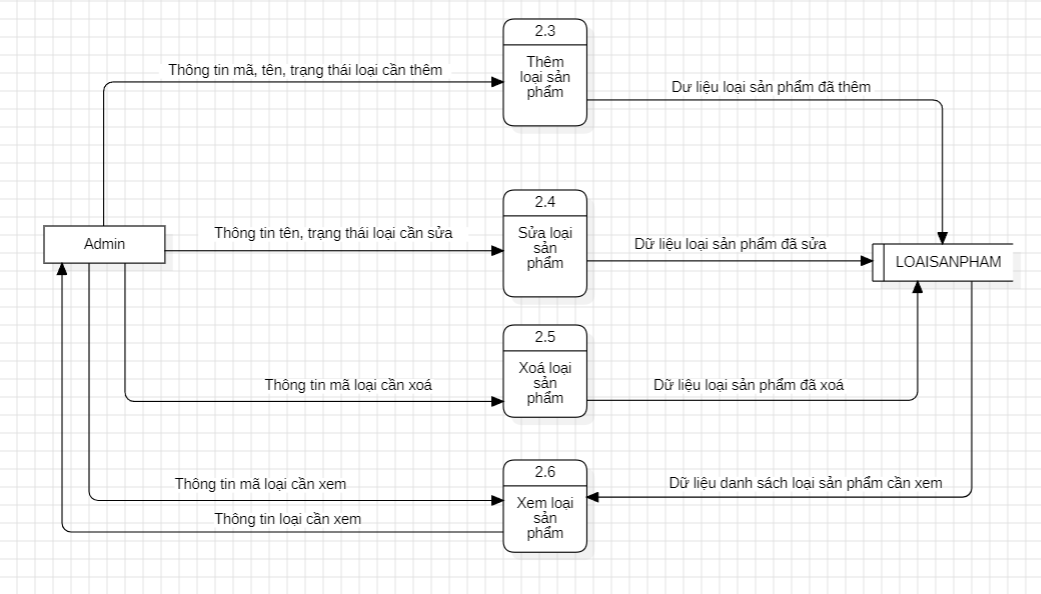 2.3
Thêm
loại sản
phẩm
Thông tin mã, tên, trạng thái loại cần thêm
Dư liệu loại sản phẩm đã thêm
2.4
Sửa loại
sản
phẩm
Thông tin tên, trạng thái loại cần sửa
Dữ liệu loại sản phẩm đã sửa
Admin
LOAISANPHAM
2.5
Xoá loại
sản
phẩm
Thông tin mã loại cần xoá
Dữ liệu loại sản phẩm đã xoá
2.6
Xem loại
sản
phẩm
Thông tin mã loại cần xem
Dữ liệu danh sách loại sản phẩm cần xem
Thông tin loại cần xem